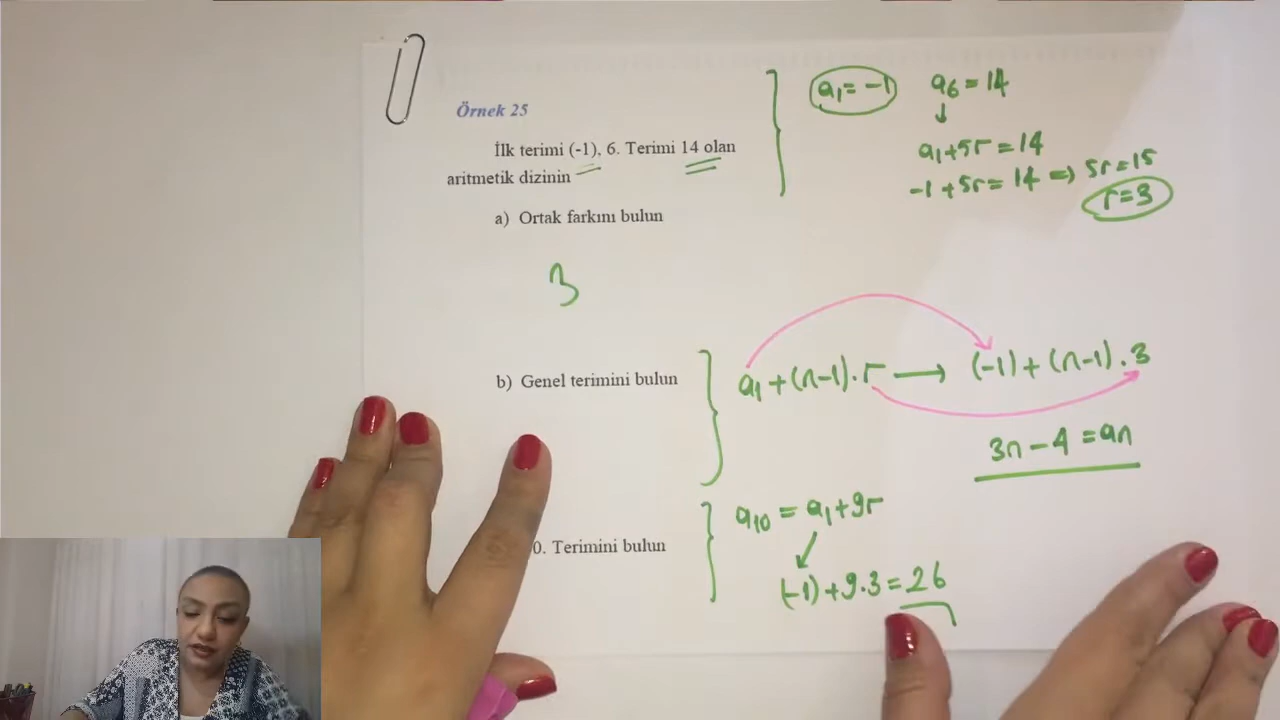 Örnek 25
İlk terimi (-1), 6. Terimi 14 olan
aritmetik dizinin
a) Ortak farkını bulun
3
a₁ = -1
a₆ = 14
↓
a₁+5r = 14
-1 + 5r = 14 => 5r = 15
r = 3
b) Genel terimini bulun
a₁ + (n-1) . r → (-1) + (n-1) . 3
3n - 4 = an
0. Terimini bulun
a₁₀ = a₁+9r
(-1) + 9.3 = 26